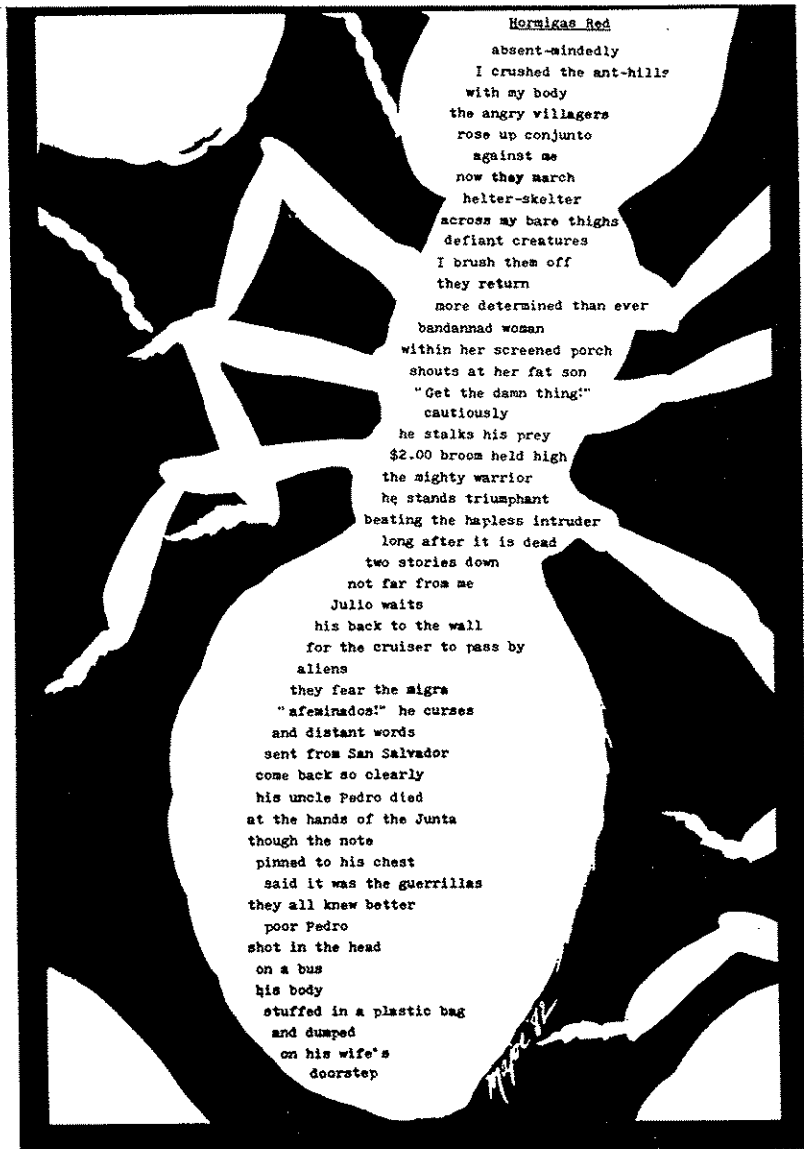 Hormigas Red
absent-mindedly
I crushed the ant-hills
with my body
the angry villagers
rose up conjunto
against me
now they march
helter-skelter
across my bare thighs
defiant creatures
I brush them off
they return
more determined than ever
bandannad woman
within her screened porch
shouts at her fat son
"Get the damn thing!"
cautiously
he stalks his prey
$2.00 broom held high
the mighty warrior
he stands triumphant
beating the hapless intruder
long after it is dead
two stories down
not far from me
Julio waits
his back to the wall
for the cruiser to pass by
aliens
they fear the migra
"afeminados!" he curses
and distant words
sent from San Salvador
come back so clearly
his uncle Pedro died
at the hands of the Junta
though the note
pinned to his chest
said it was the guerrillas
they all knew better
poor Pedro
shot in the head
on a bus
his body
stuffed in a plastic bag
and dumped
on his wife's
doorstep